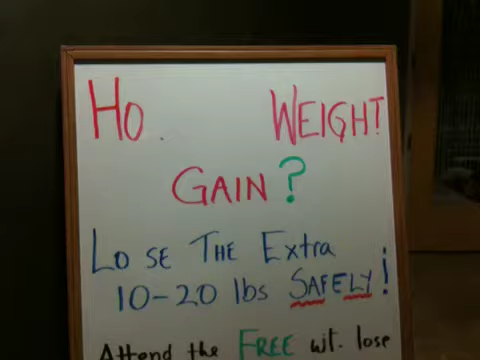 Ho. WEIGHT
GAIN?
LOSE THE Extra
10-20 lbs SAFELY!
Attend the FREE wt. lose